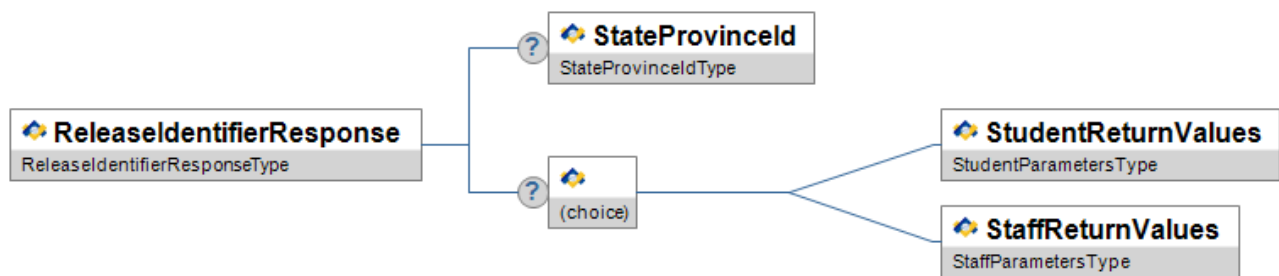 ?
StateProvinceId
StateProvinceIdType
ReleaseIdentifierResponse
ReleaseIdentifierResponseType
?
(choice)
StudentReturnValues
StudentParametersType
StaffReturnValues
StaffParametersType